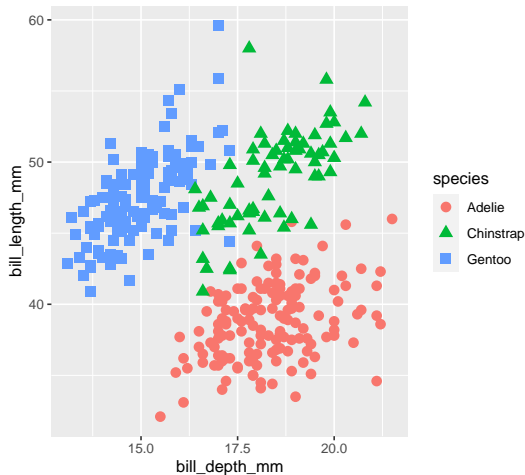 60
50
40
bill_length_mm
15.0
17.5
20.0
bill_depth_mm
species
Adelie
Chinstrap
Gentoo